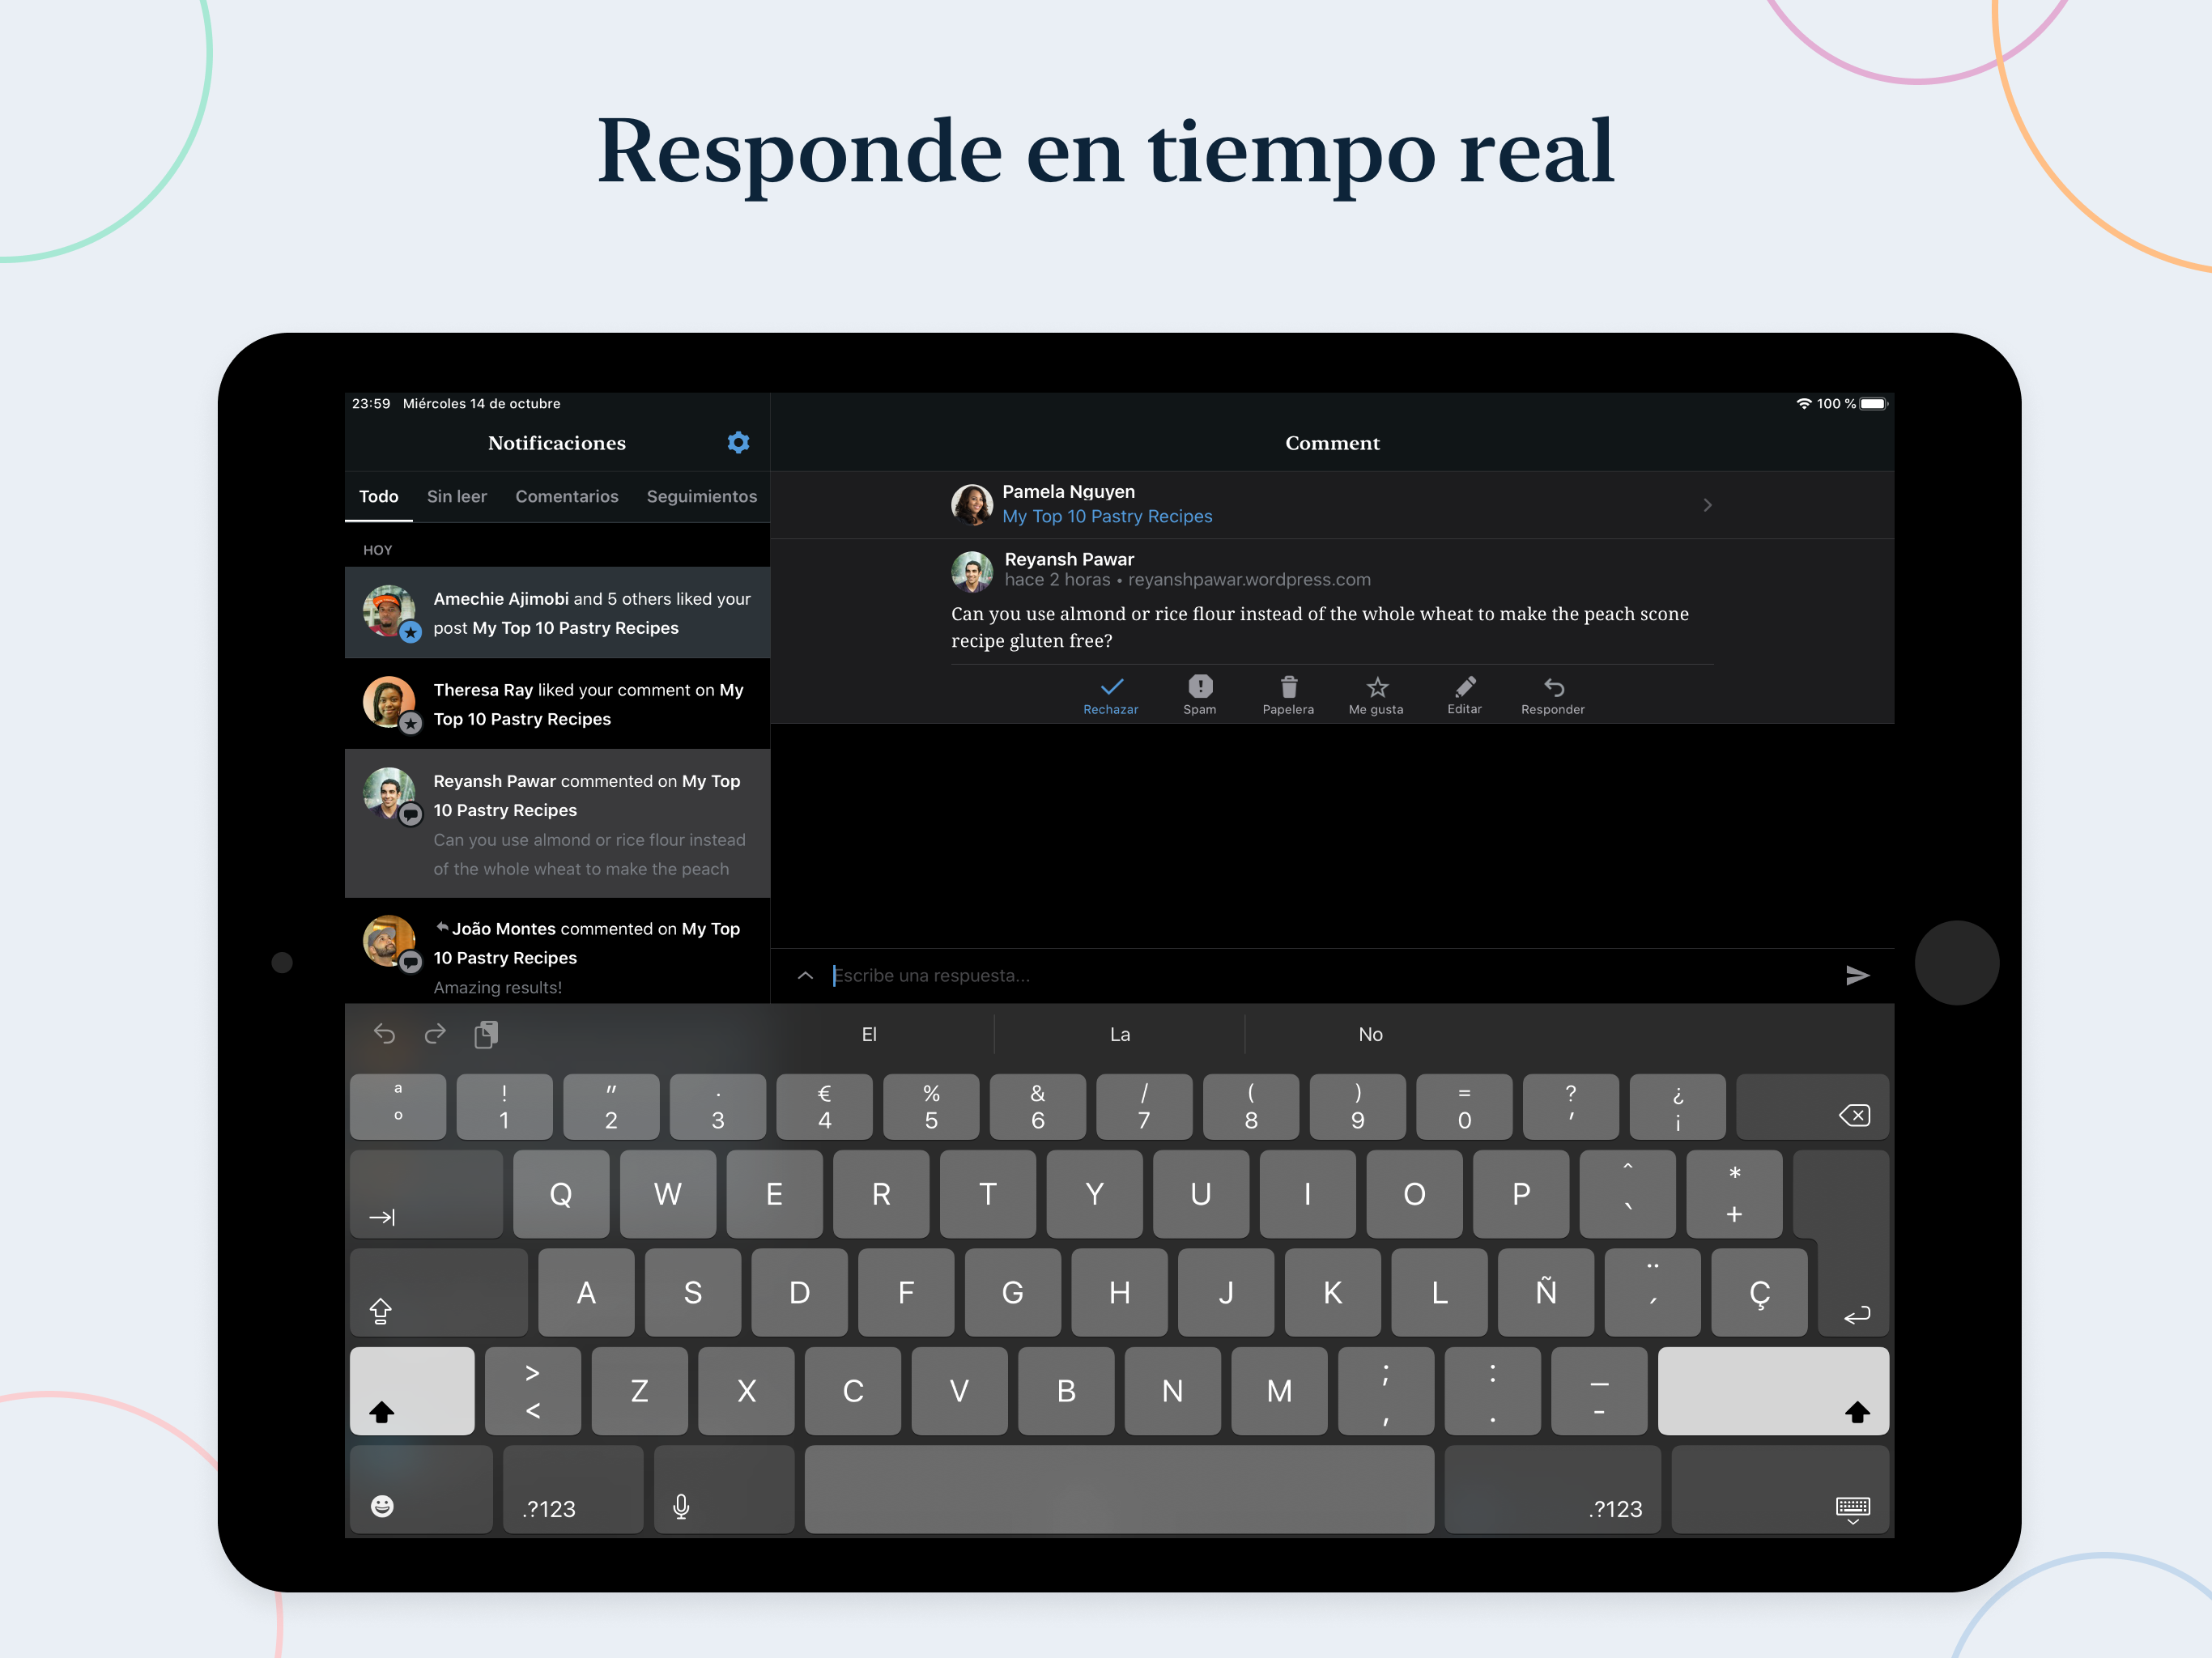 Responde en tiempo real
23:59 Miércoles 14 de octubre
100 %
Notificaciones
Comment
Todo
Sin leer
Comentarios
Seguimientos
HOY
Amechie Ajimobi and 5 others liked your
post My Top 10 Pastry Recipes
Theresa Ray liked your comment on My
Top 10 Pastry Recipes
Reyansh Pawar commented on My Top
10 Pastry Recipes
Can you use almond or rice flour instead
of the whole wheat to make the peach
João Montes commented on My Top
10 Pastry Recipes
Amazing results!
Pamela Nguyen
My Top 10 Pastry Recipes
Reyansh Pawar
hace 2 horas • reyanshpawar.wordpress.com
Can you use almond or rice flour instead of the whole wheat to make the peach scone
recipe gluten free?
Rechazar
Spam
Papelera
Me gusta
Editar
Responder
Escribe una respuesta...
El
La
No
ª ! " · € % & / ( ) = ? ¿
º 1 2 3 4 5 6 7 8 9 0 ' ¡
Q W E R T Y U I O P ^ ` * +
A S D F G H J K L Ñ ¨ ´ Ç
> < Z X C V B N M ; , : . _ -
.?123
.?123